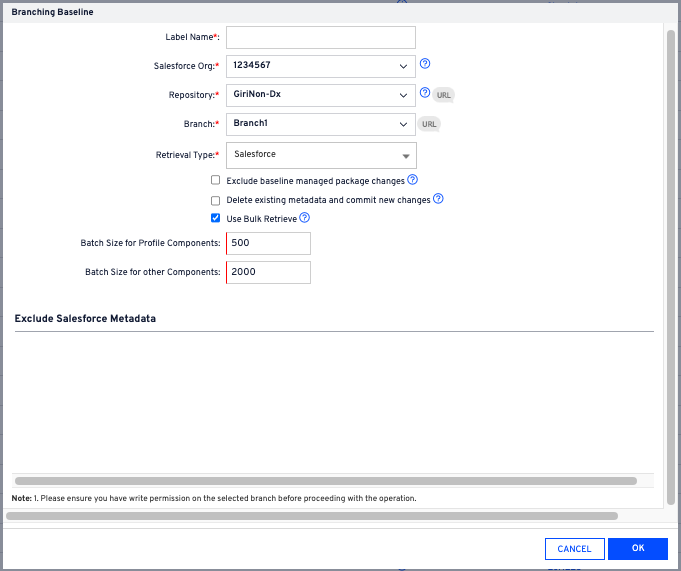 Branching Baseline
Label Name*:
Salesforce Org:* 1234567
Repository:* GiriNon-Dx URL
Branch:* Branch1 URL
Retrieval Type:* Salesforce
Exclude baseline managed package changes
Delete existing metadata and commit new changes
Use Bulk Retrieve
Batch Size for Profile Components: 500
Batch Size for other Components: 2000
Exclude Salesforce Metadata
Note: 1. Please ensure you have write permission on the selected branch before proceeding with the operation.
CANCEL OK